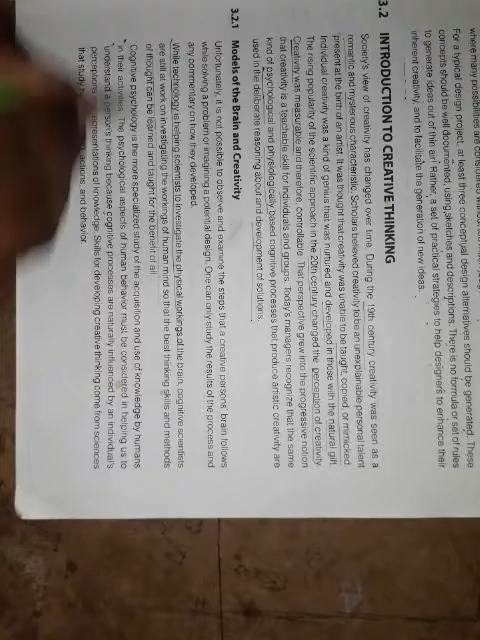 where many possibilities are considered without
For a typical design project, at least three conceptual design alternatives should be generated. These
concepts should be well documented, using sketches and descriptions. There is no formula or set of rules
to generate ideas out of thin air! Rather, a set of practical strategies to help designers to enhance their
inherent creativity, and to facilitate the generation of new ideas.
3.2 INTRODUCTION TO CREATIVE THINKING
Society's view of creativity has changed over time. During the 19th century creativity was seen as a
romantic and mysterious characteristic. Scholars believed creativity to be an unexplainable personal talent
present at the birth of an artist. It was thought that creativity was unable to be taught, copied or mimicked.
Individual creativity was a kind of genius that was nurtured and developed in those with the natural gift.
The rising popularity of the scientific approach in the 20th century changed the perception of creativity.
Creativity was measurable and therefore, controllable. That perspective grew into the progressive notion
that creativity is a teachable skill for individuals and groups. Today's managers recognize that the same
kind of psychological and physiologically based cognitive processes that produce artistic creativity are
used in the deliberate reasoning about and development of solutions.
3.2.1 Models of the Brain and Creativity
Unfortunately, it is not possible to observe and examine the steps that a creative persons' brain follows
while solving a problem or imagining a potential design. One can only study the results of the process and
any commentary on how they developed.
While technology is helping scientists to investigate the physical workings of the brain, cognitive scientists
are still at work on investigating the workings of human mind so that the best thinking skills and methods
of thought can be learned and taught for the benefit of all.
Cognitive psychology is the more specialized study of the acquisition and use of knowledge by humans
in their activities. The psychological aspects of human behavior must be considered in helping us to
understand a person's thinking because cognitive processes are naturally influenced by an individual's
perceptions representations of knowledge. Skills for developing creative thinking come from sciences
that study actions, and behavior.